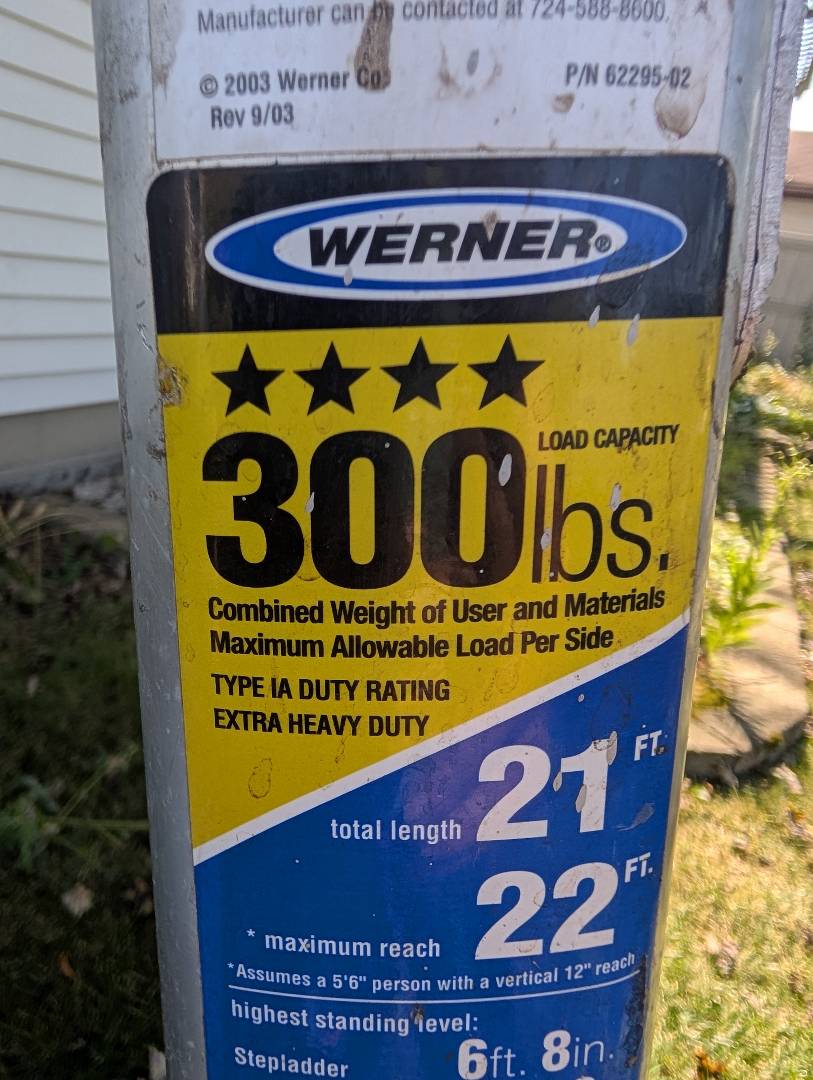 Manufacturer can be contacted at 724-588-8600.
© 2003 Werner Co. P/N 62295-02
Rev 9/03
WERNER®
LOAD CAPACITY
300lbs.
Combined Weight of User and Materials
Maximum Allowable Load Per Side
TYPE IA DUTY RATING
EXTRA HEAVY DUTY
total length 21 FT.
* maximum reach 22 FT.
*Assumes a 5'6" person with a vertical 12" reach
highest standing level:
Stepladder 6ft. 8in.